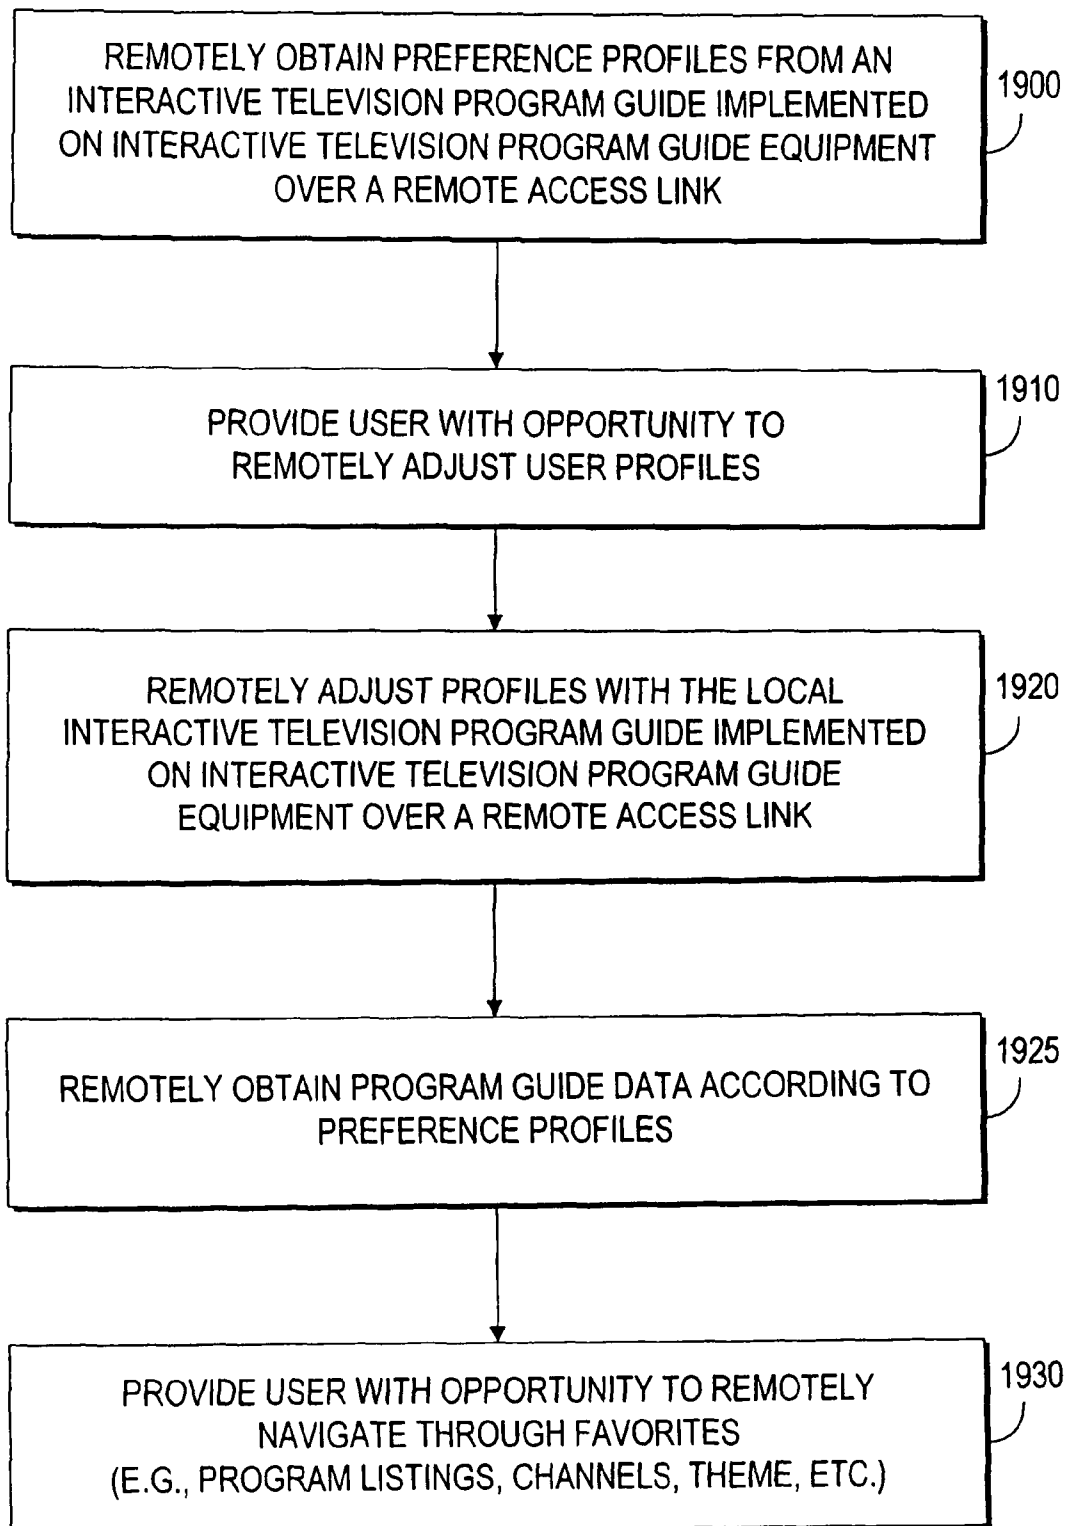 REMOTELY OBTAIN PREFERENCE PROFILES FROM AN
INTERACTIVE TELEVISION PROGRAM GUIDE IMPLEMENTED
ON INTERACTIVE TELEVISION PROGRAM GUIDE EQUIPMENT
OVER A REMOTE ACCESS LINK
1900
PROVIDE USER WITH OPPORTUNITY TO
REMOTELY ADJUST USER PROFILES
1910
REMOTELY ADJUST PROFILES WITH THE LOCAL
INTERACTIVE TELEVISION PROGRAM GUIDE IMPLEMENTED
ON INTERACTIVE TELEVISION PROGRAM GUIDE
EQUIPMENT OVER A REMOTE ACCESS LINK
1920
REMOTELY OBTAIN PROGRAM GUIDE DATA ACCORDING TO
PREFERENCE PROFILES
1925
PROVIDE USER WITH OPPORTUNITY TO REMOTELY
NAVIGATE THROUGH FAVORITES
(E.G., PROGRAM LISTINGS, CHANNELS, THEME, ETC.)
1930